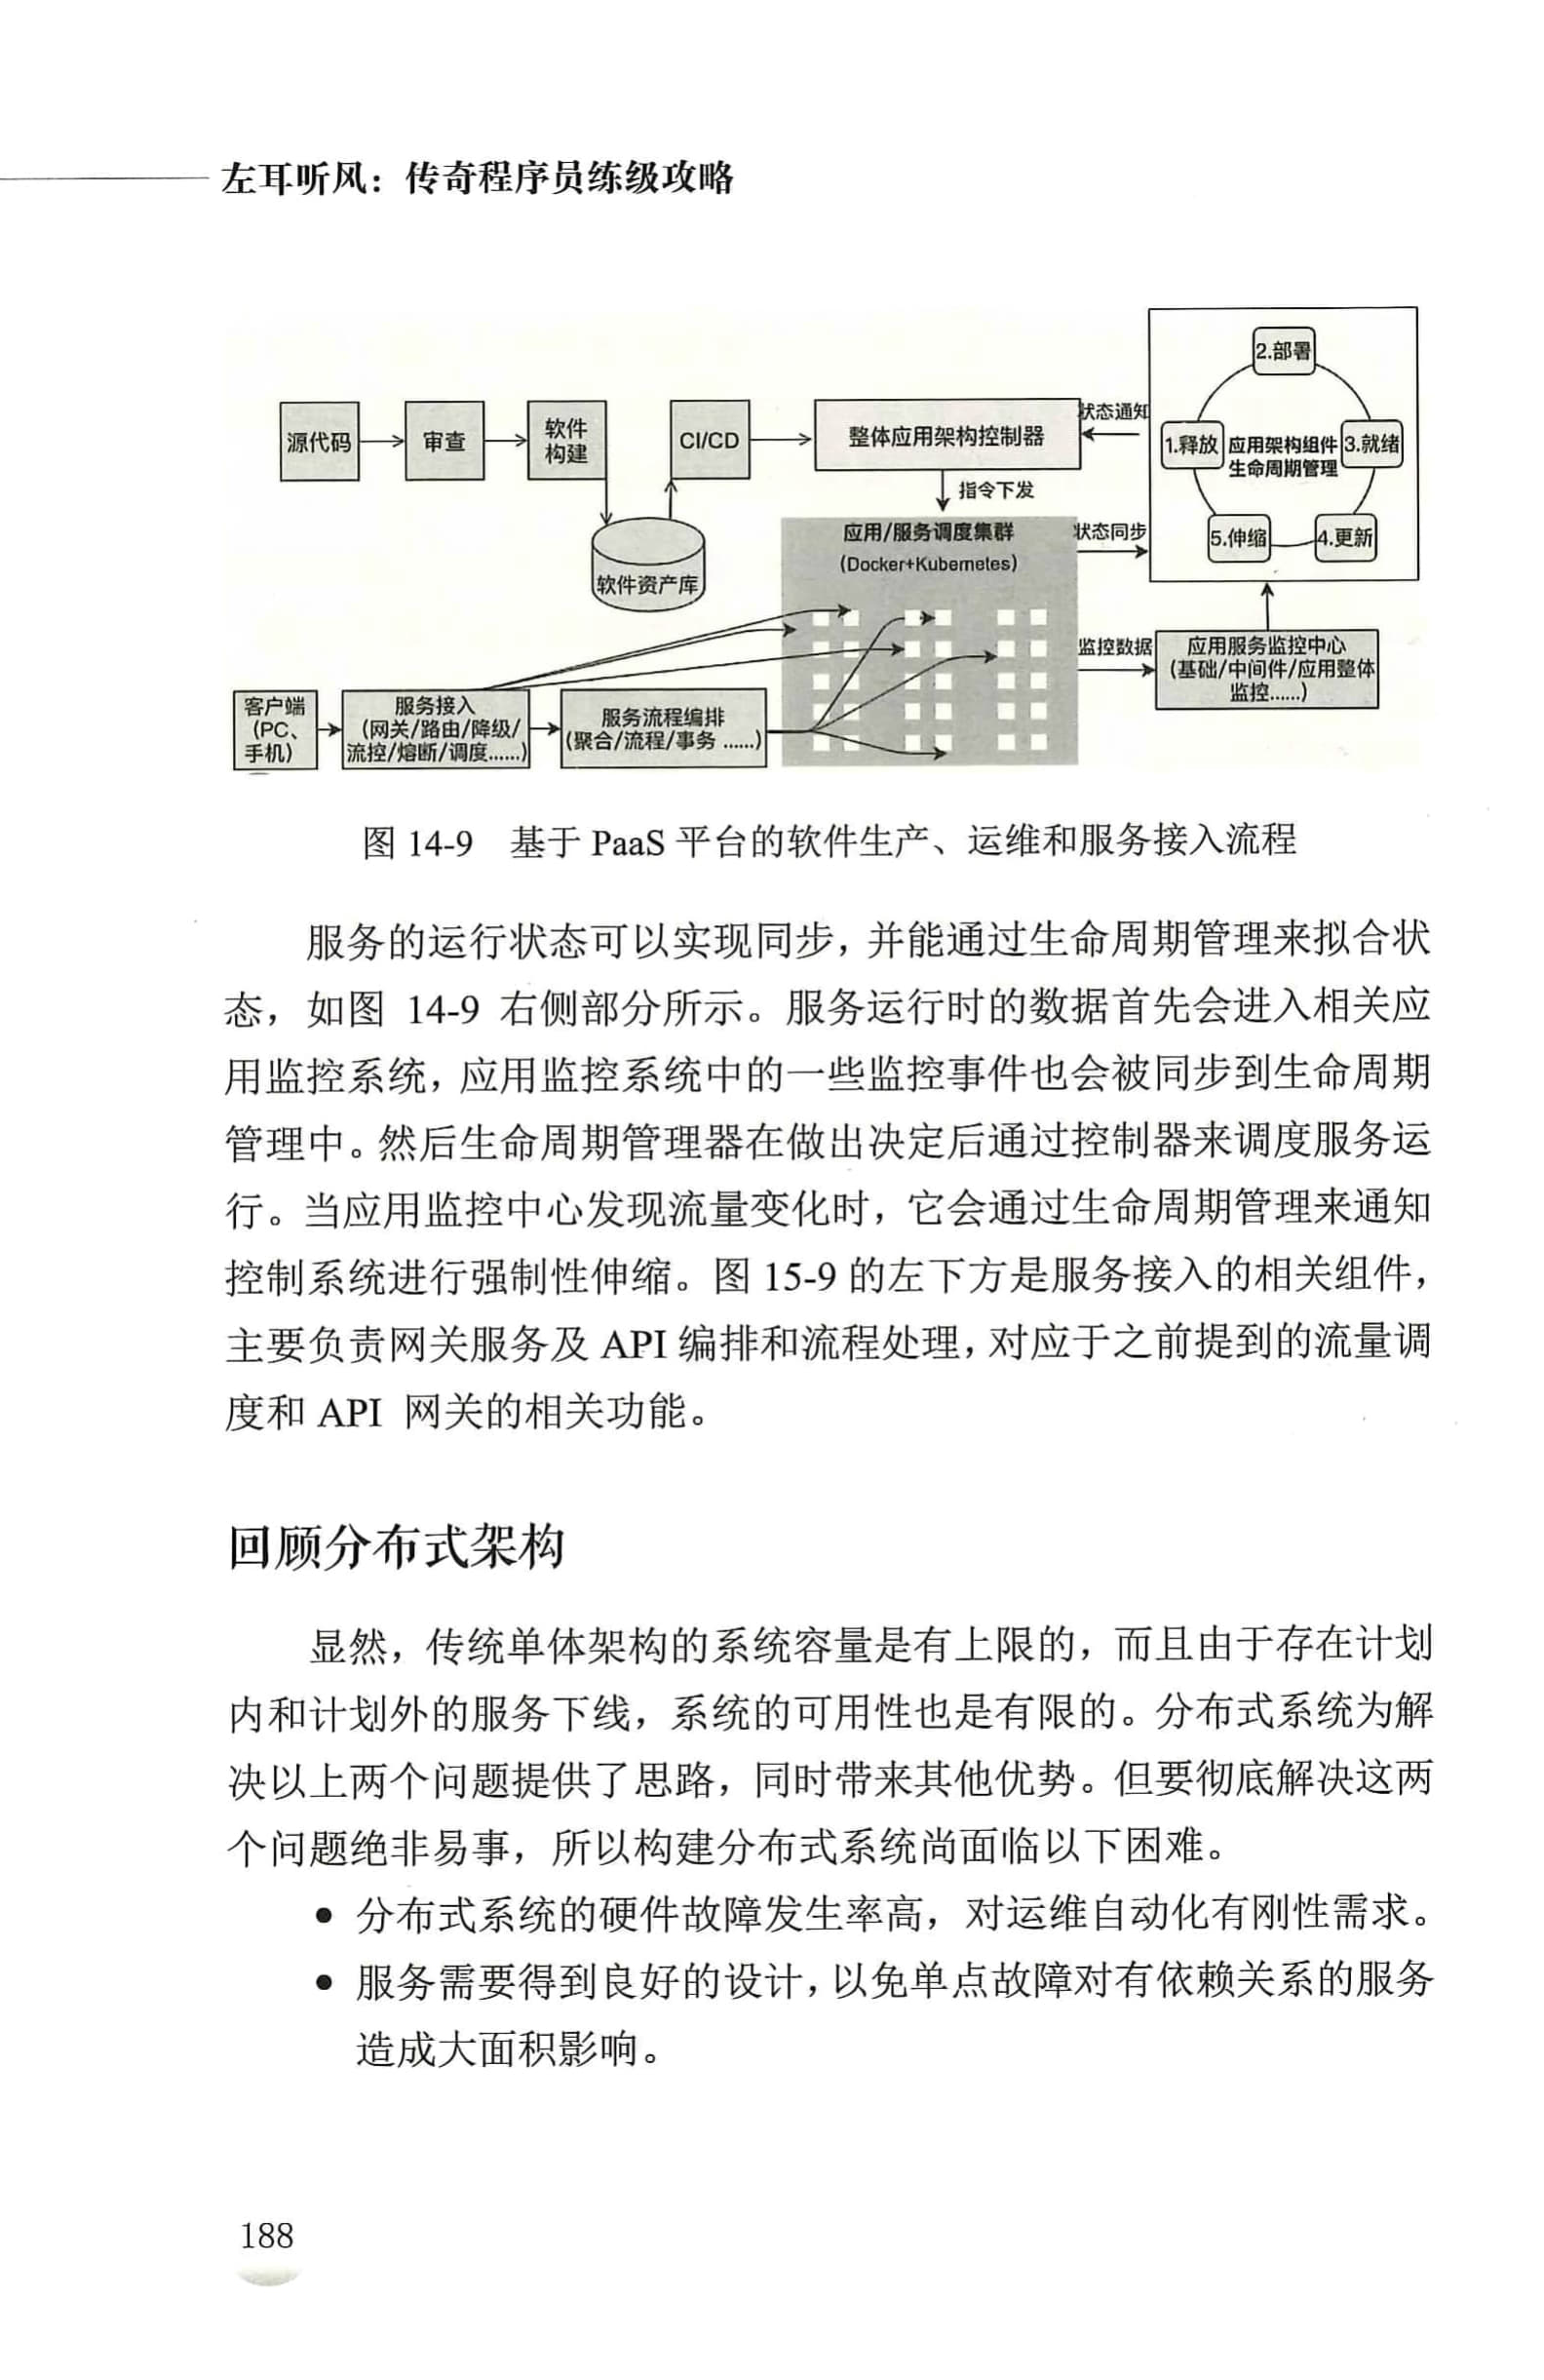 左耳听风：传奇程序员练级攻略
2.部署
源代码
审查
软件
构建
CI/CD
整体应用架构控制器
状态通知
1.释放
应用架构组件
生命周期管理
3.就绪
指令下发
5.伸缩
4.更新
软件资产库
应用/服务调度集群
(Docker+Kubernetes)
状态同步
监控数据
应用服务监控中心
(基础/中间件/应用整体
监控……)
客户端
(PC、
手机)
服务接入
(网关/路由/降级/
流控/熔断/调度……)
服务流程编排
(聚合/流程/事务 ……)
图 14-9 基于 PaaS 平台的软件生产、运维和服务接入流程
服务的运行状态可以实现同步，并能通过生命周期管理来拟合状
态，如图 14-9 右侧部分所示。服务运行时的数据首先会进入相关应
用监控系统，应用监控系统中的一些监控事件也会被同步到生命周期
管理中。然后生命周期管理器在做出决定后通过控制器来调度服务运
行。当应用监控中心发现流量变化时，它会通过生命周期管理来通知
控制系统进行强制性伸缩。图 15-9 的左下方是服务接入的相关组件，
主要负责网关服务及 API 编排和流程处理，对应于之前提到的流量调
度和 API 网关的相关功能。
回顾分布式架构
显然，传统单体架构的系统容量是有上限的，而且由于存在计划
内和计划外的服务下线，系统的可用性也是有限的。分布式系统为解
决以上两个问题提供了思路，同时带来其他优势。但要彻底解决这两
个问题绝非易事，所以构建分布式系统尚面临以下困难。
● 分布式系统的硬件故障发生率高，对运维自动化有刚性需求。
● 服务需要得到良好的设计，以免单点故障对有依赖关系的服务
造成大面积影响。
188